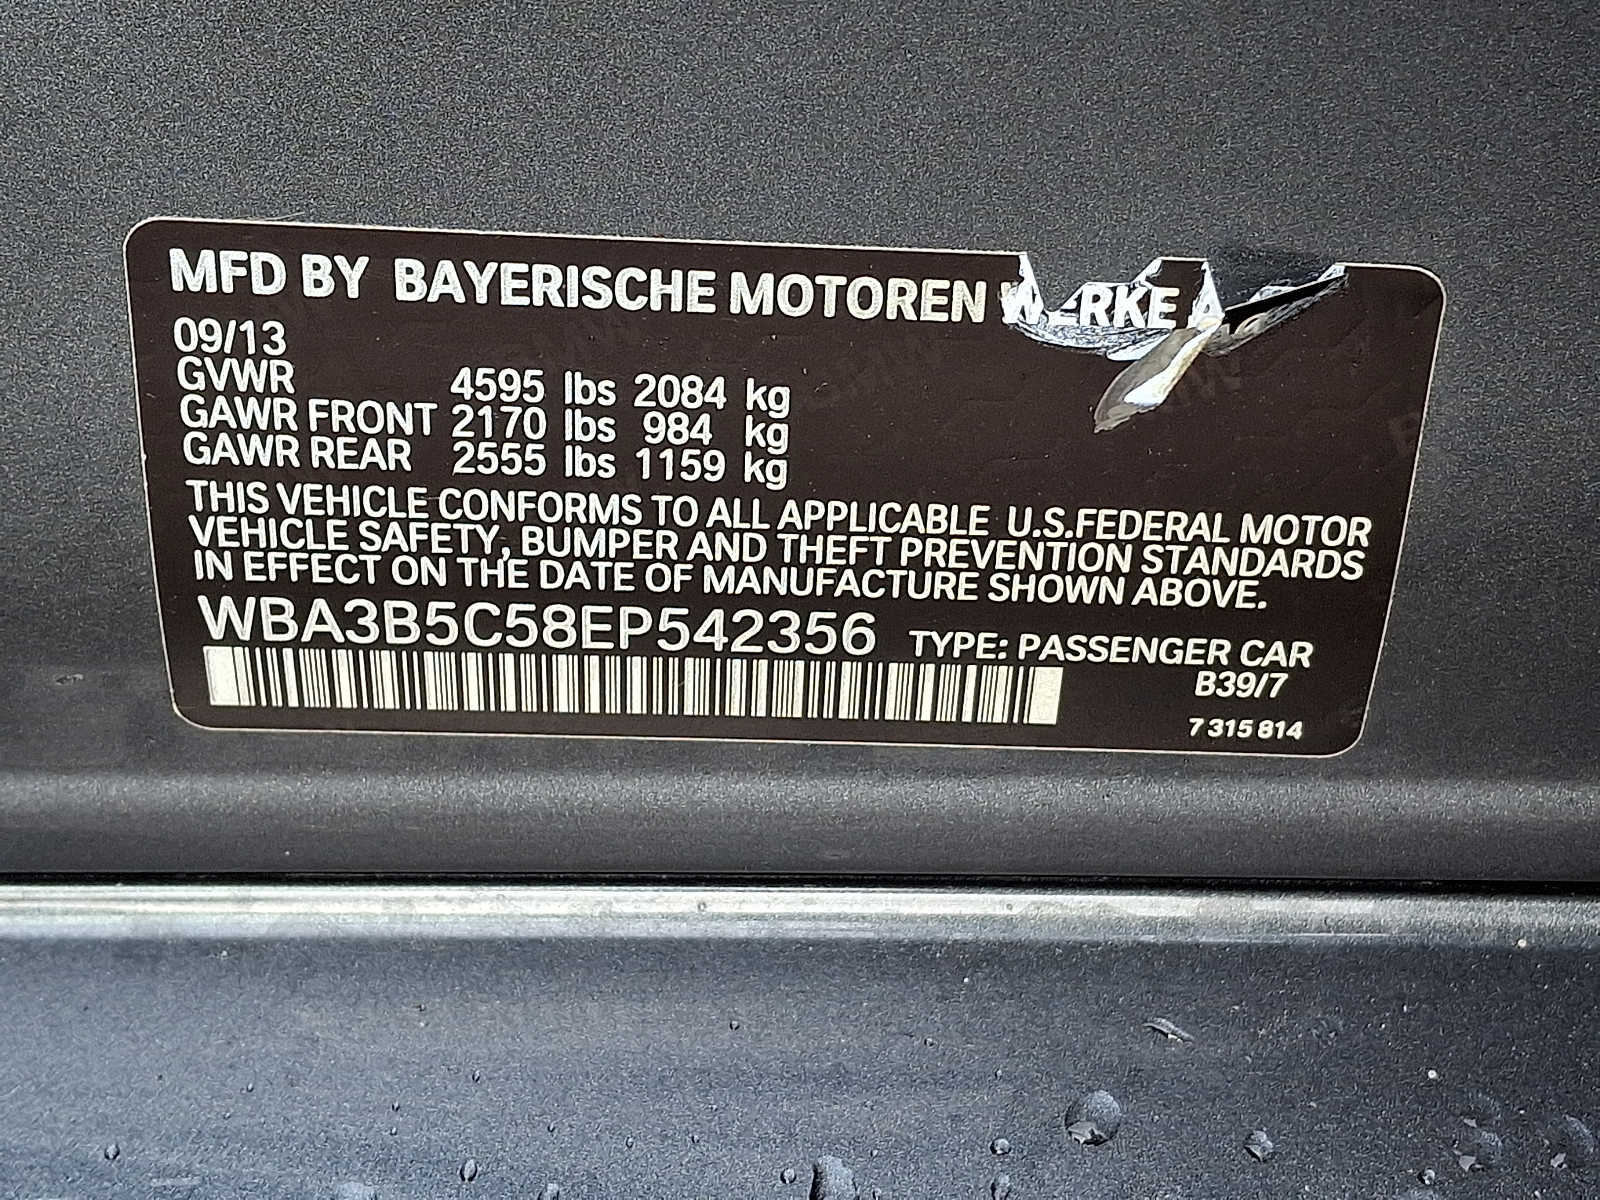 MFD BY BAYERISCHE MOTOREN WERKE A
09/13
GVWR 4595 lbs 2084 kg
GAWR FRONT 2170 lbs 984 kg
GAWR REAR 2555 lbs 1159 kg
THIS VEHICLE CONFORMS TO ALL APPLICABLE U.S.FEDERAL MOTOR
VEHICLE SAFETY, BUMPER AND THEFT PREVENTION STANDARDS
IN EFFECT ON THE DATE OF MANUFACTURE SHOWN ABOVE.
WBA3B5C58EP542356 TYPE: PASSENGER CAR
B39/7
7 315 814